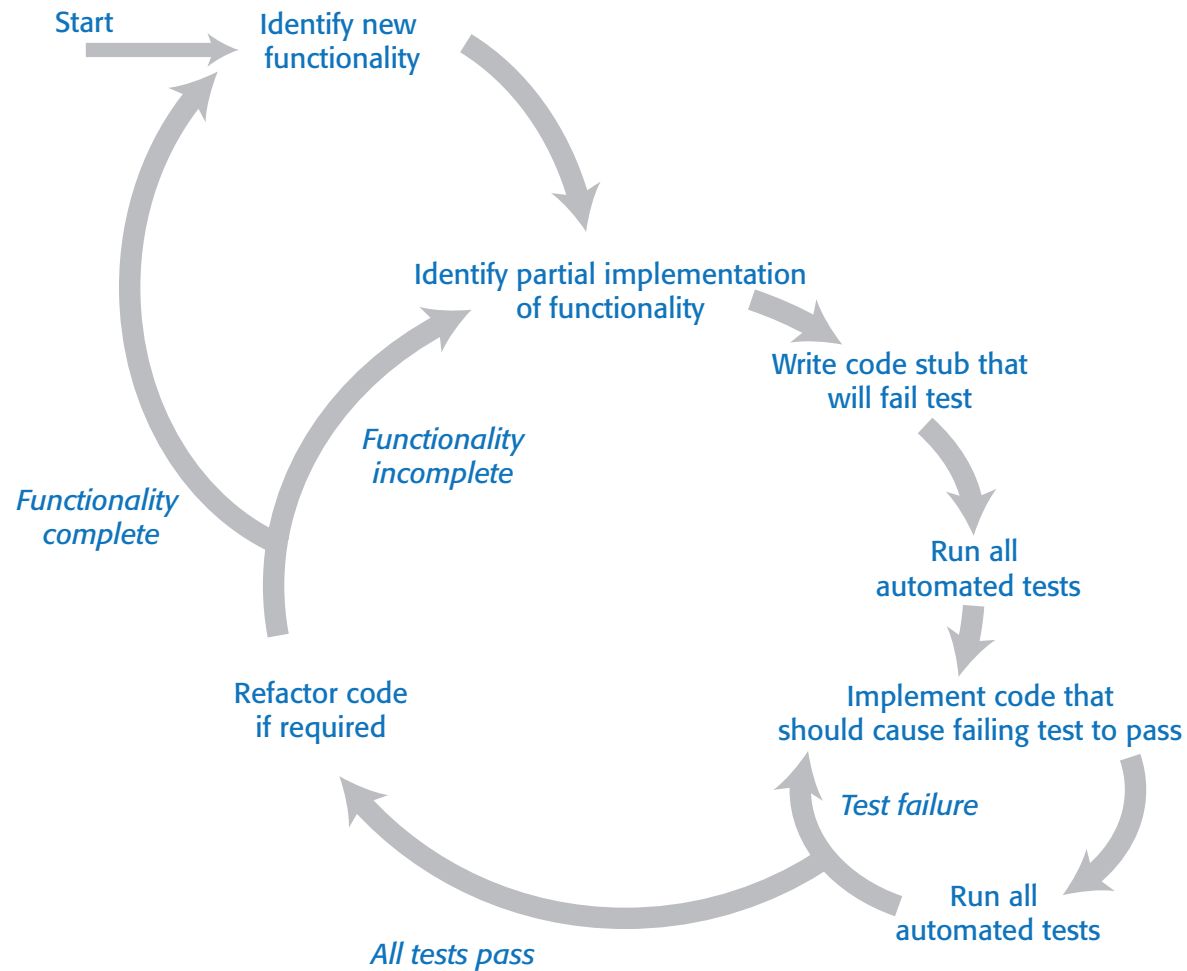 Start
Identify new
functionality
Identify partial implementation
of functionality
Write code stub that
will fail test
Functionality
incomplete
Functionality
complete
Run all
automated tests
Refactor code
if required
Implement code that
should cause failing test to pass
Test failure
Run all
automated tests
All tests pass